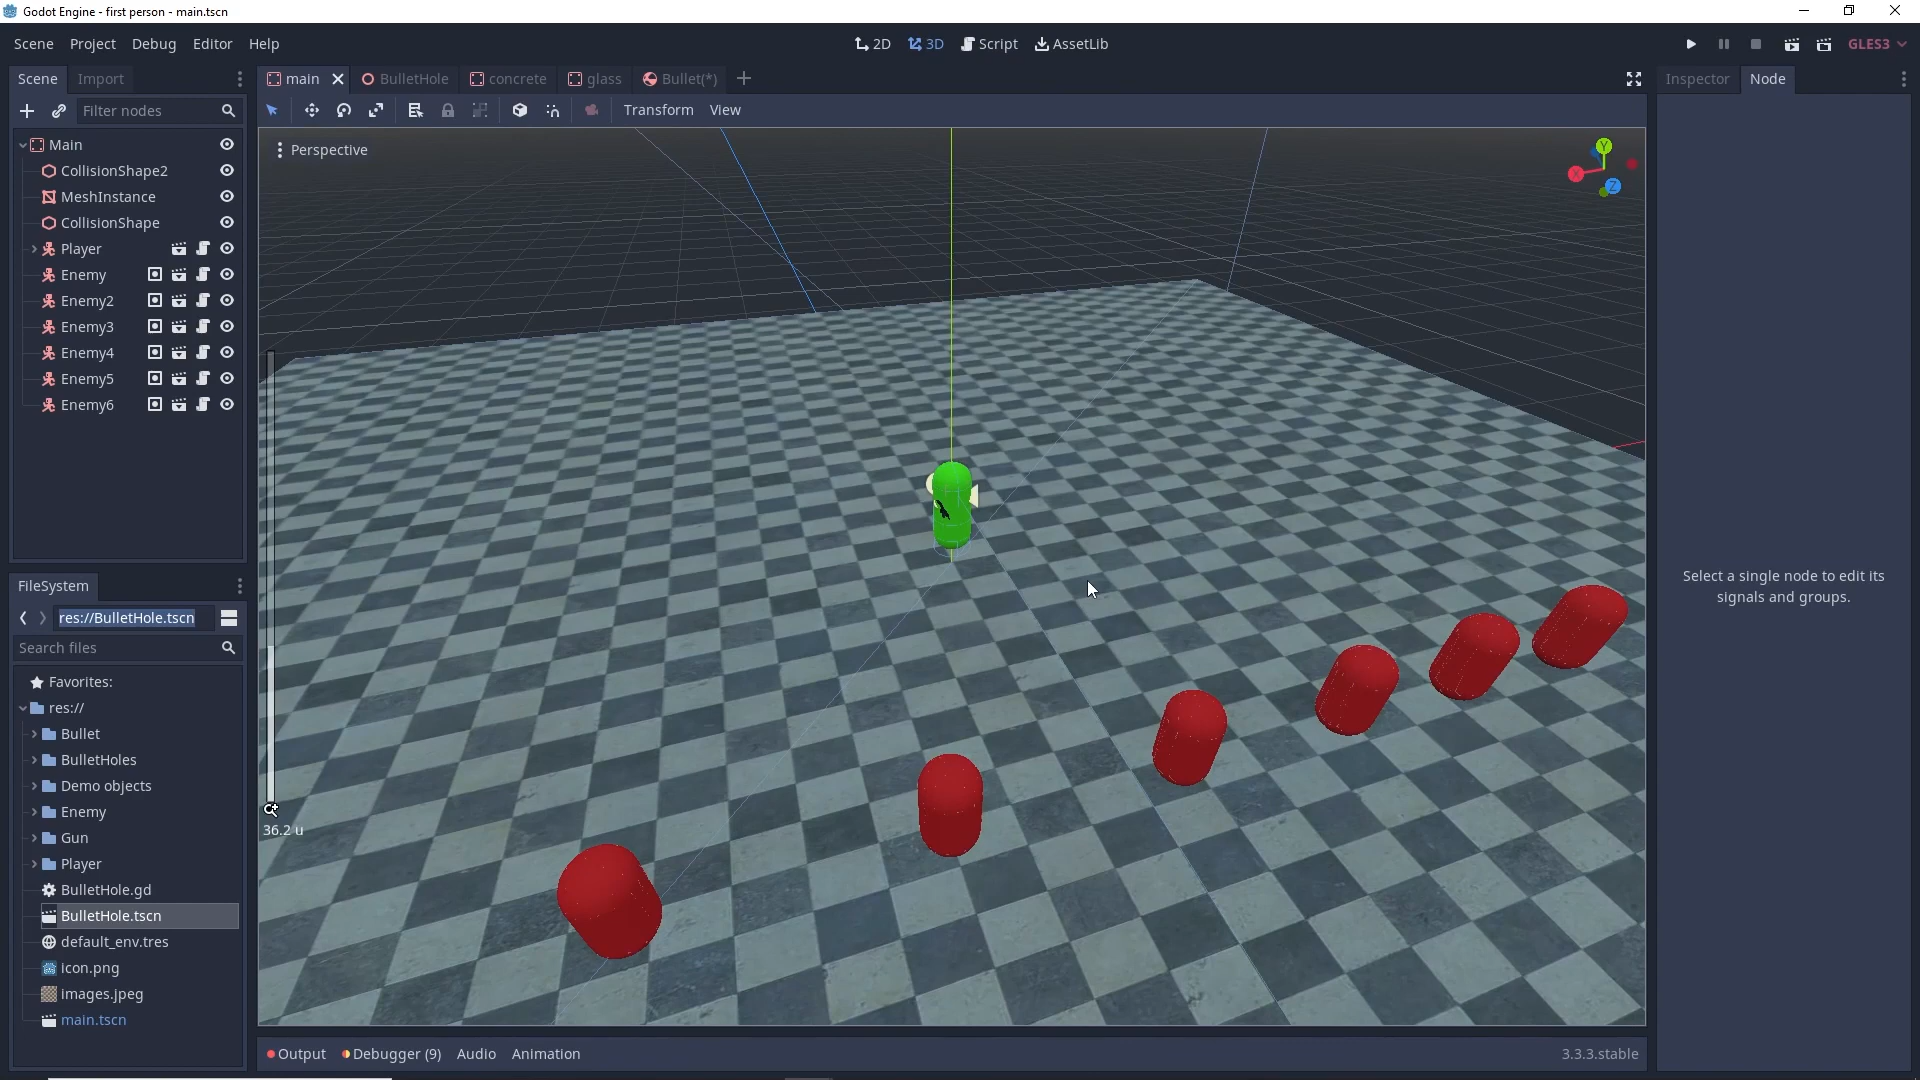 Godot Engine - first person - main.tscn
Scene Project Debug Editor Help
2D 3D Script AssetLib
GLES3
Scene Import
main BulletHole concrete glass Bullet(*)
Inspector Node
Filter nodes
Transform View
Perspective
Y
X
Z
Main
CollisionShape2
MeshInstance
CollisionShape
Player
Enemy
Enemy2
Enemy3
Enemy4
Enemy5
Enemy6
Select a single node to edit its
signals and groups.
FileSystem
res://BulletHole.tscn
Search files
Favorites:
res://
Bullet
BulletHoles
Demo objects
Enemy
Gun
Player
BulletHole.gd
BulletHole.tscn
default_env.tres
icon.png
images.jpeg
main.tscn
36.2 u
Output Debugger (9) Audio Animation
3.3.3.stable